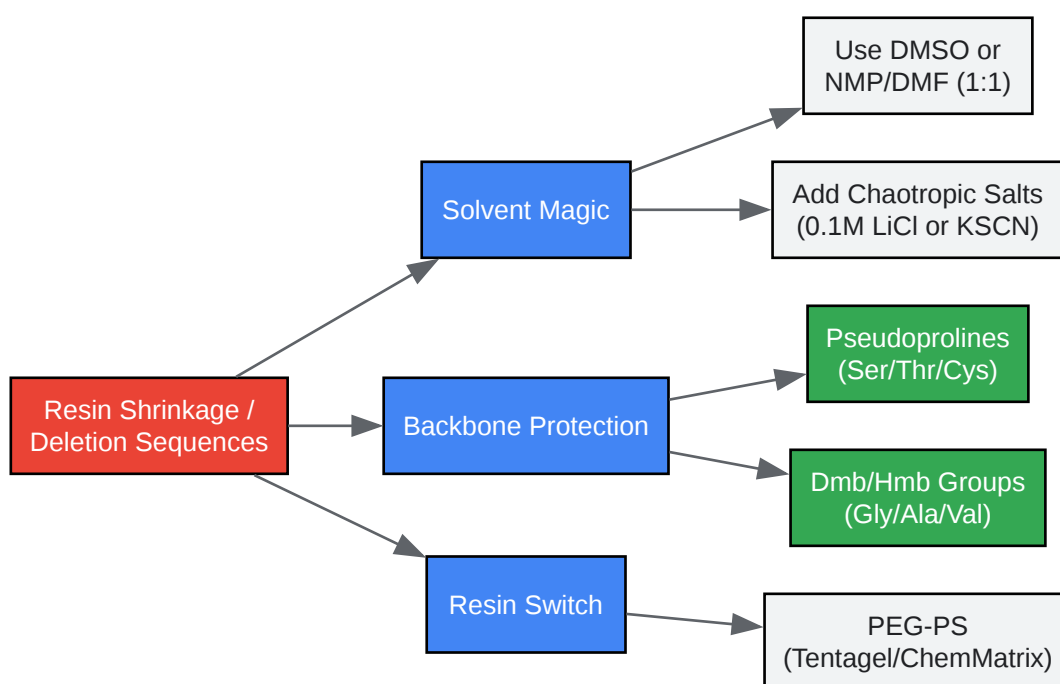 Use DMSO or
NMP/DMF (1:1)
Solvent Magic
Add Chaotropic Salts
(0.1M LiCl or KSCN)
Resin Shrinkage /
Deletion Sequences
Backbone Protection
Pseudoprolines
(Ser/Thr/Cys)
Dmb/Hmb Groups
(Gly/Ala/Val)
Resin Switch
PEG-PS
(Tentagel/ChemMatrix)